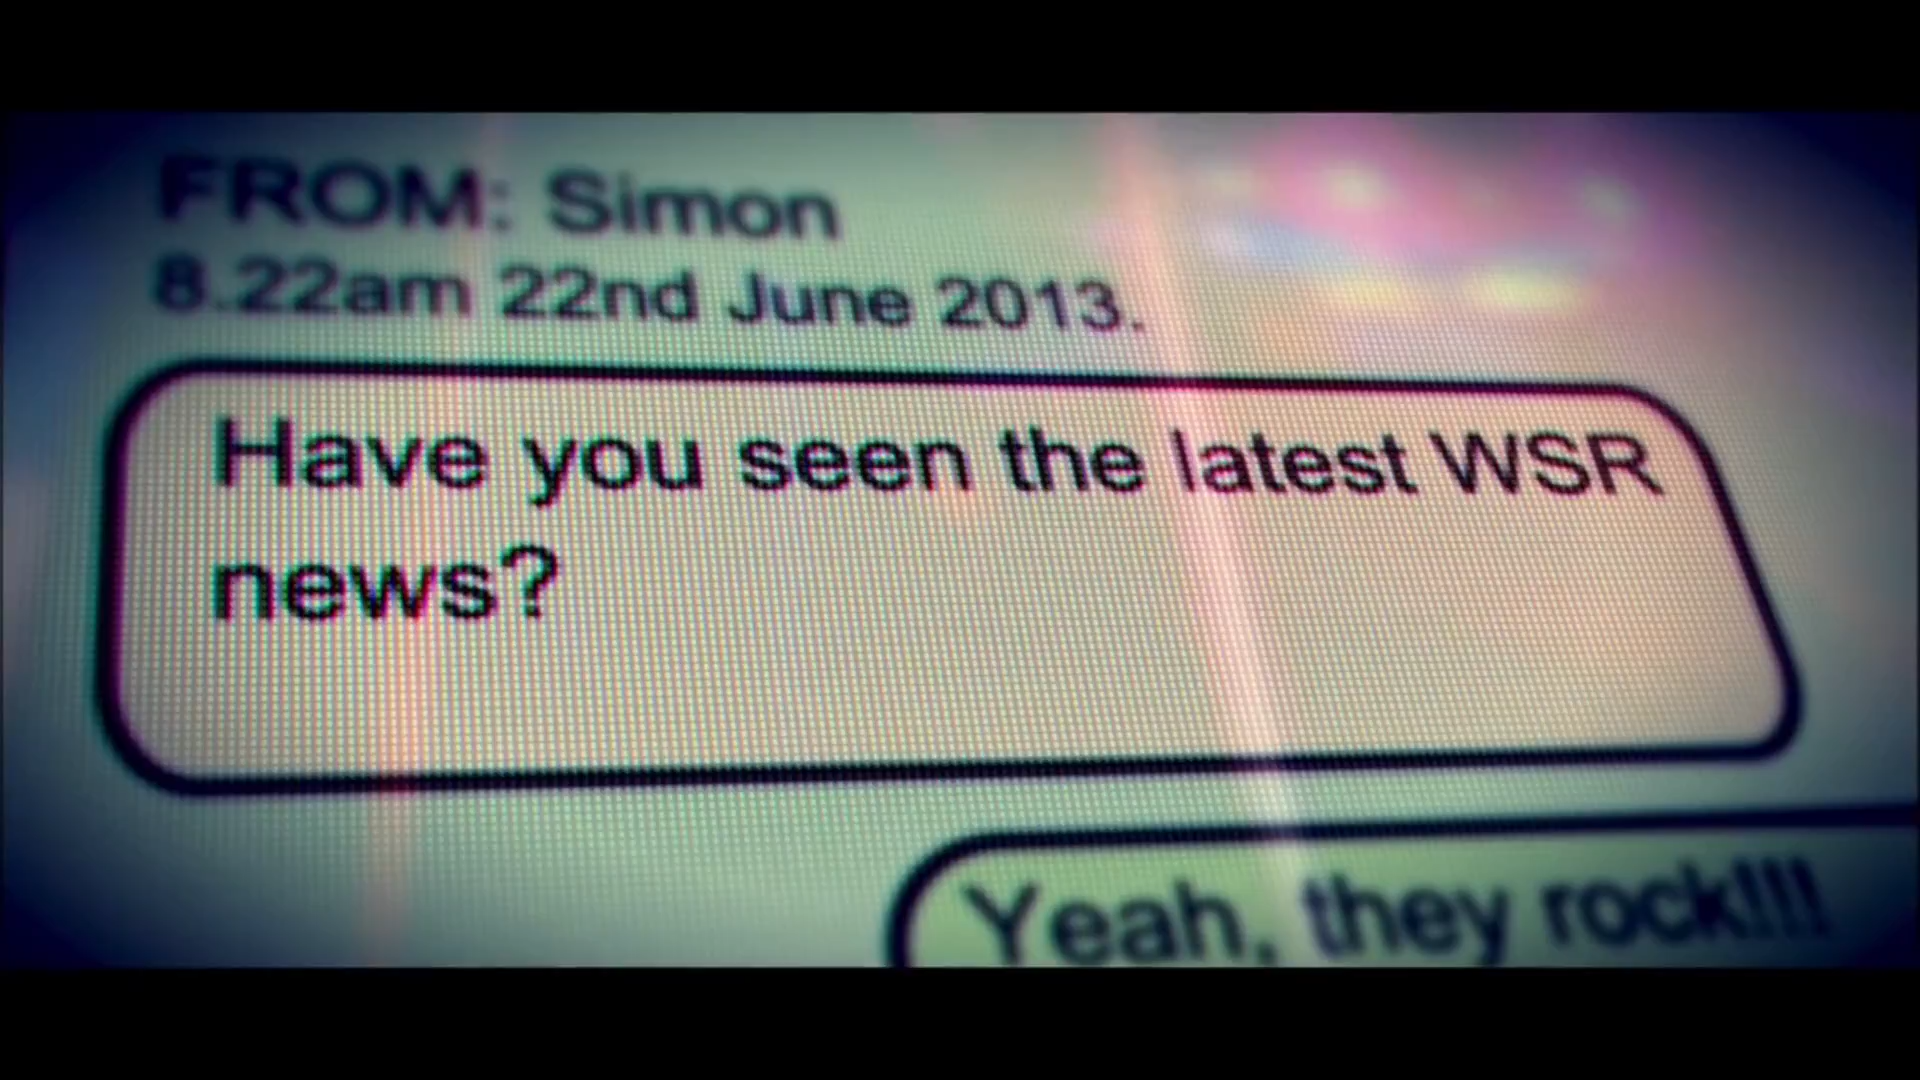 FROM: Simon
8.22am 22nd June 2013.
Have you seen the latest WSR
news?
Yeah, they rock!!!